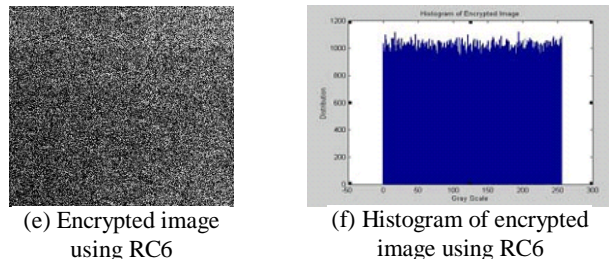 Histogram of Encrypted Image
1200
1000
800
600
400
200
0
Distribution
-50
0
50
100
150
200
250
300
Gray Scale
(e) Encrypted image
using RC6
(f) Histogram of encrypted
image using RC6